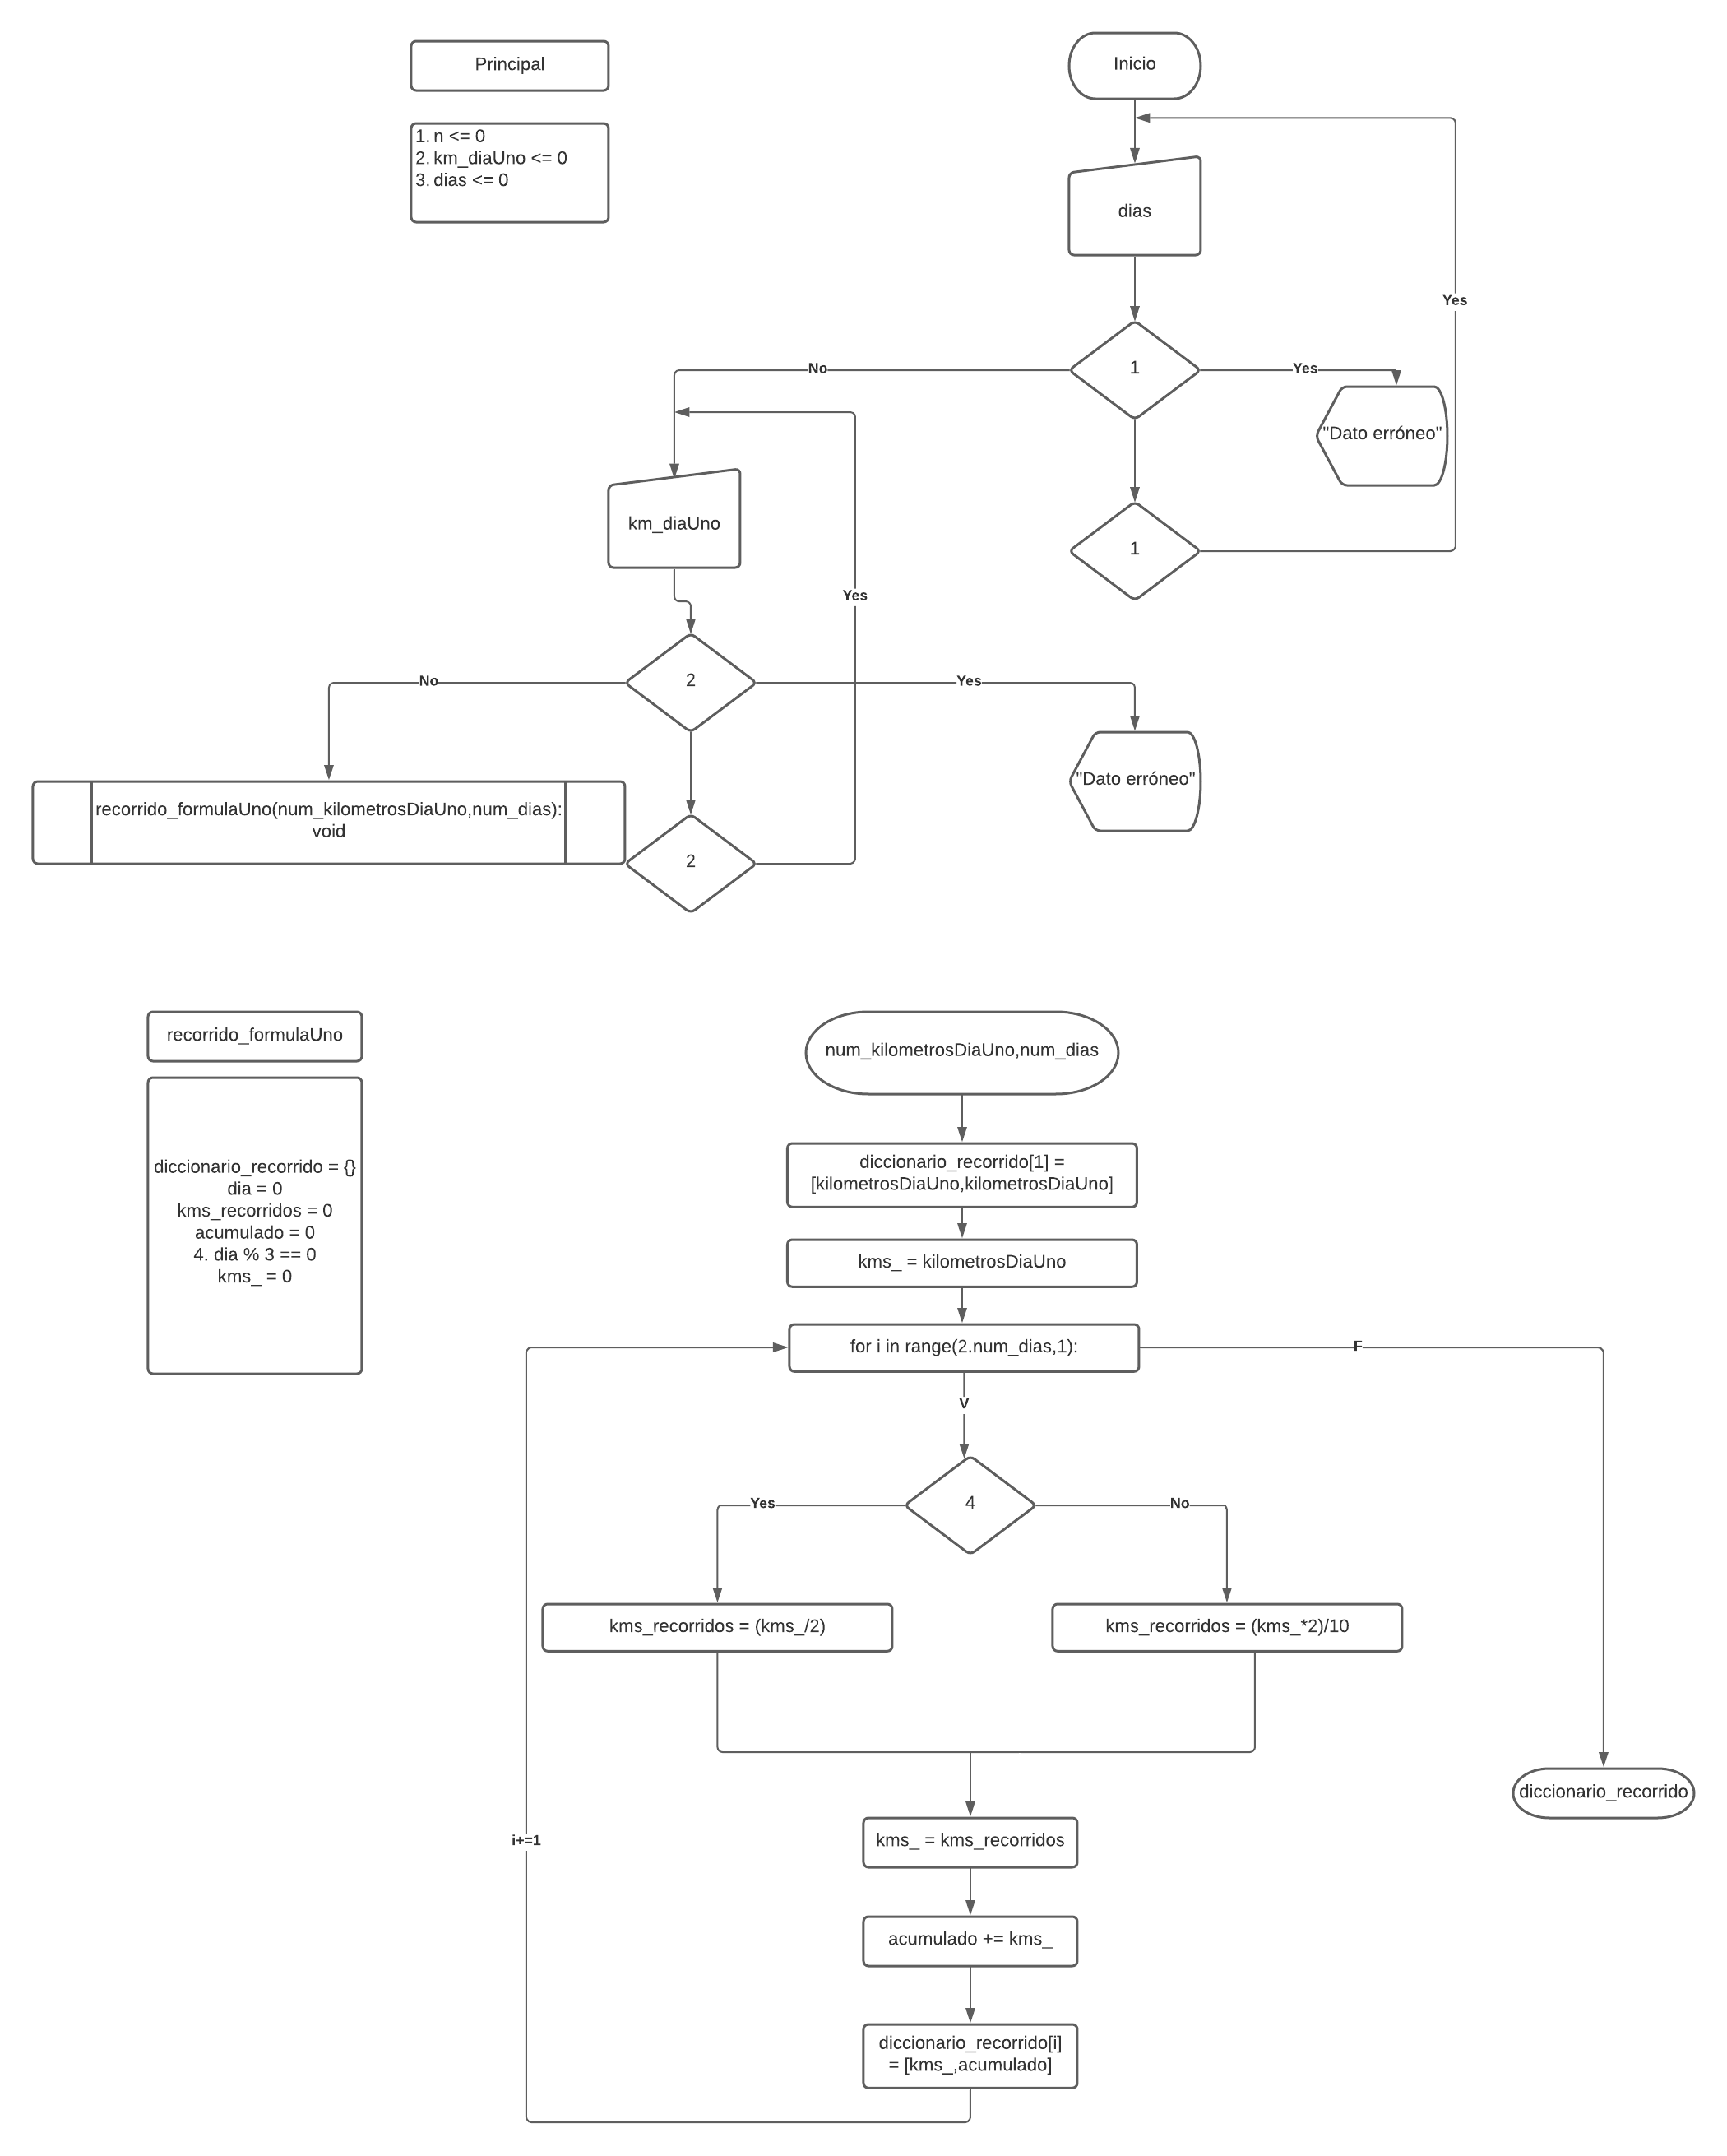 Principal
Inicio
1. n <= 0
2. km_diaUno <= 0
3. dias <= 0
dias
Yes
1
No
Yes
"Dato erróneo"
km_diaUno
1
Yes
2
No
Yes
"Dato erróneo"
recorrido_formulaUno(num_kilometrosDiaUno,num_dias):
void
2
recorrido_formulaUno
num_kilometrosDiaUno,num_dias
diccionario_recorrido = {}
dia = 0
kms_recorridos = 0
acumulado = 0
4. dia % 3 == 0
kms_ = 0
diccionario_recorrido[1] =
[kilometrosDiaUno,kilometrosDiaUno]
kms_ = kilometrosDiaUno
for i in range(2.num_dias,1):
F
V
4
Yes
No
kms_recorridos = (kms_/2)
kms_recorridos = (kms_*2)/10
diccionario_recorrido
i+=1
kms_ = kms_recorridos
acumulado += kms_
diccionario_recorrido[i]
= [kms_,acumulado]